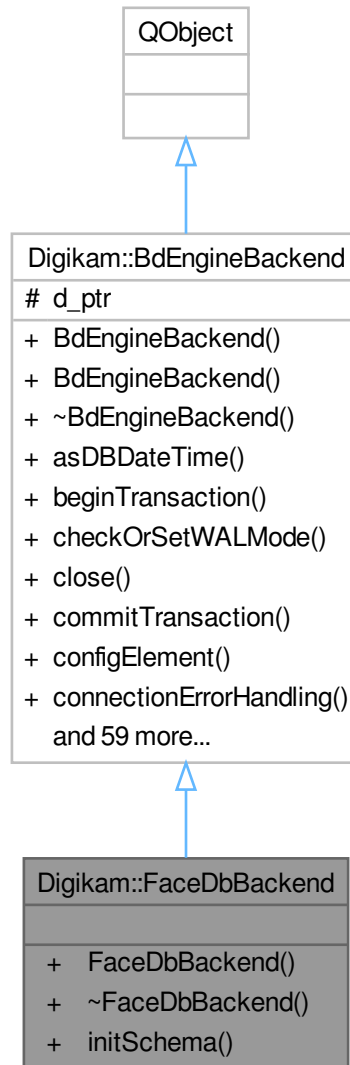 QObject
Digikam::BdEngineBackend
# d_ptr
+ BdEngineBackend()
+ BdEngineBackend()
+ ~BdEngineBackend()
+ asDBDateTime()
+ beginTransaction()
+ checkOrSetWALMode()
+ close()
+ commitTransaction()
+ configElement()
+ connectionErrorHandling()
and 59 more...
Digikam::FaceDbBackend
+ FaceDbBackend()
+ ~FaceDbBackend()
+ initSchema()